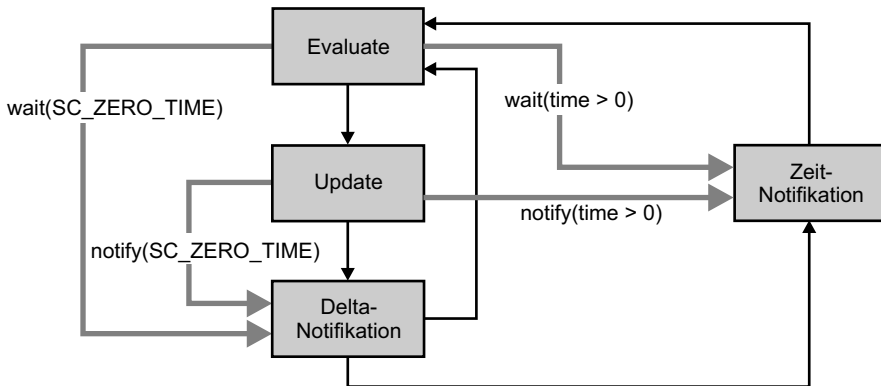 Evaluate
wait(SC_ZERO_TIME)
wait(time > 0)
Update
Zeit-
Notifikation
notify(time > 0)
notify(SC_ZERO_TIME)
Delta-
Notifikation